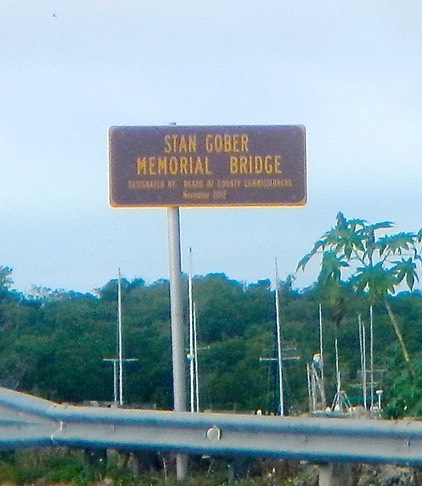 STAN GOBER
MEMORIAL BRIDGE
DESIGNATED BY: BOARD OF COUNTY COMMISSIONERS
November 2012